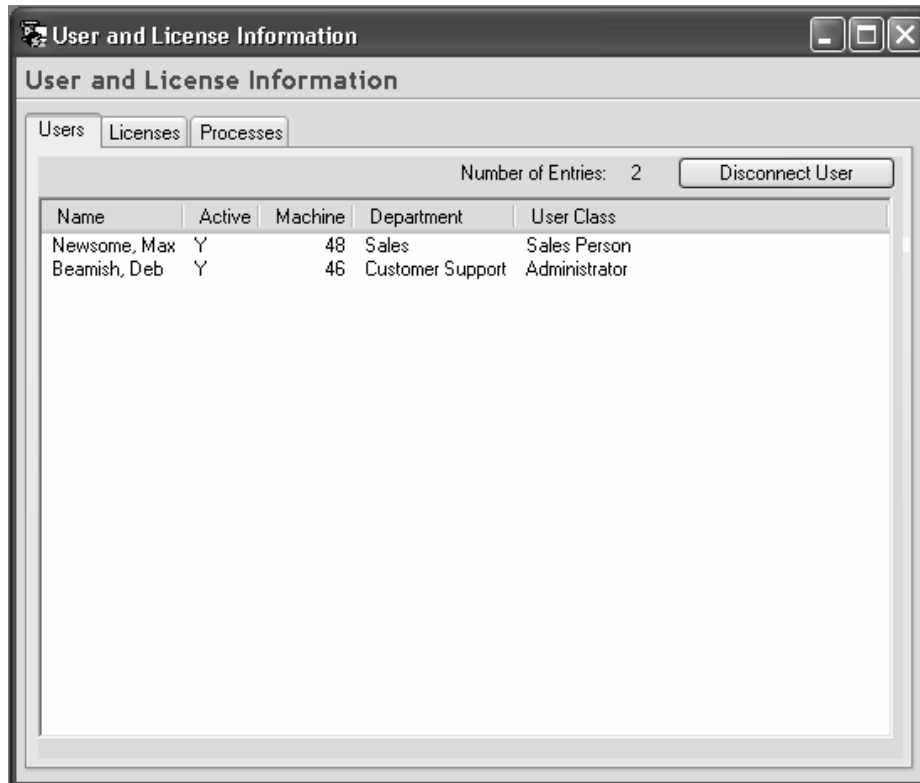 User and License Information
User and License Information
Users Licenses Processes
Number of Entries: 2 Disconnect User
Name Active Machine Department User Class
Newsome, Max Y 48 Sales Sales Person
Beamish, Deb Y 46 Customer Support Administrator